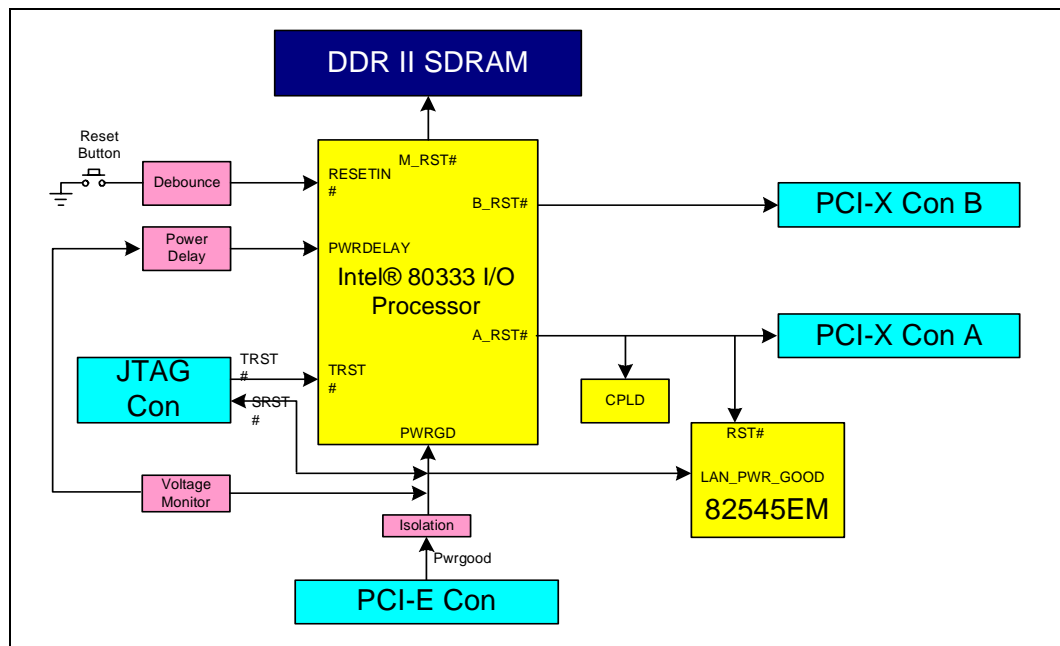 DDR II SDRAM
Reset
Button
Debounce
RESETIN
#
M_RST#
B_RST#
PCI-X Con B
Power
Delay
PWRDELAY
Intel® 80333 I/O
Processor
A_RST#
PCI-X Con A
JTAG
Con
TRST
#
SRST
#
TRST
#
CPLD
PWRGD
RST#
LAN_PWR_GOOD
82545EM
Voltage
Monitor
Isolation
Pwrgood
PCI-E Con